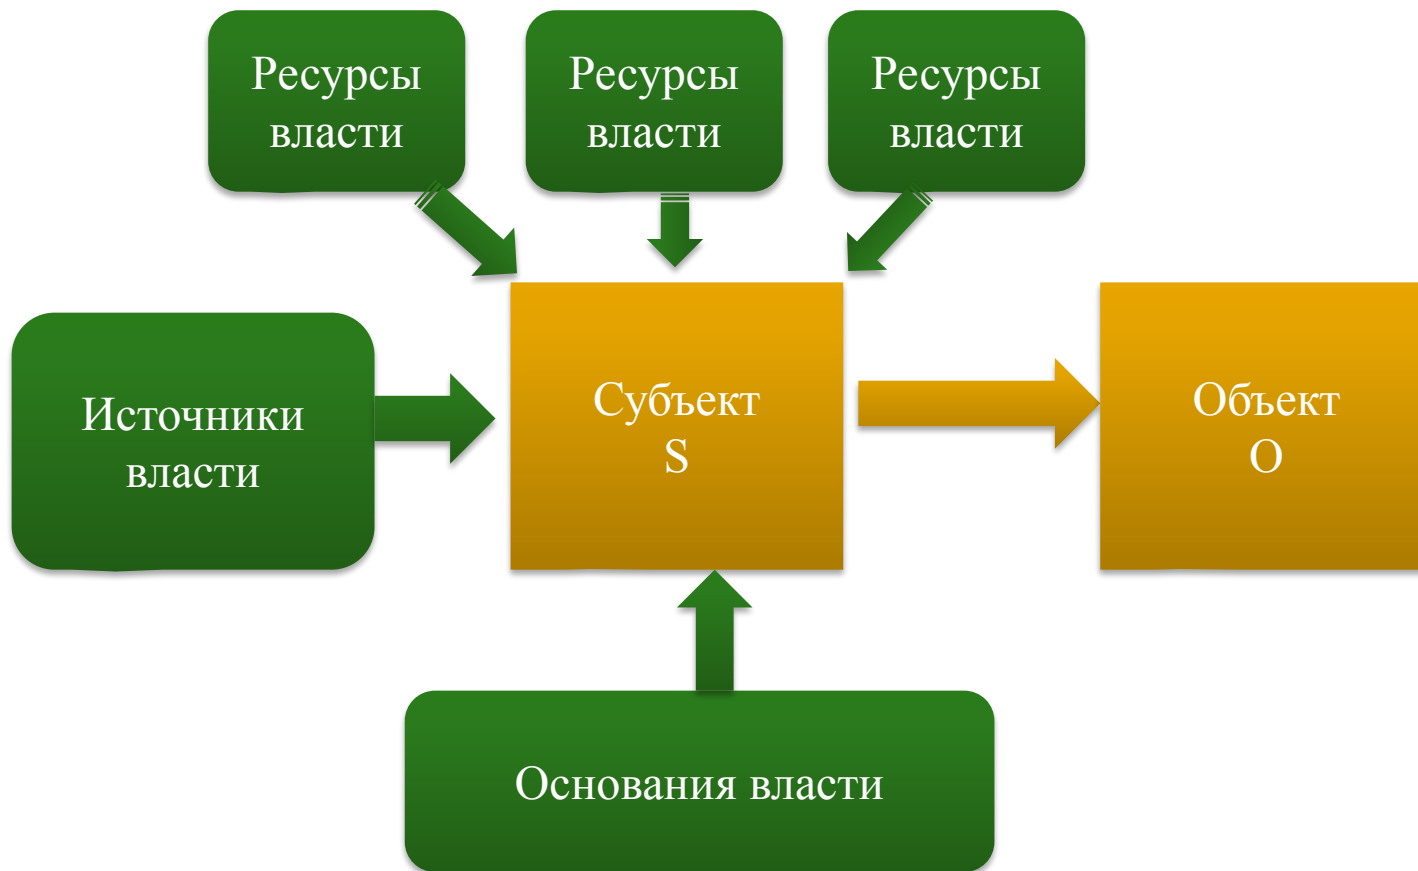 Ресурсы
власти
Ресурсы
власти
Ресурсы
власти
Источники
власти
Субъект
S
Объект
О
Основания власти